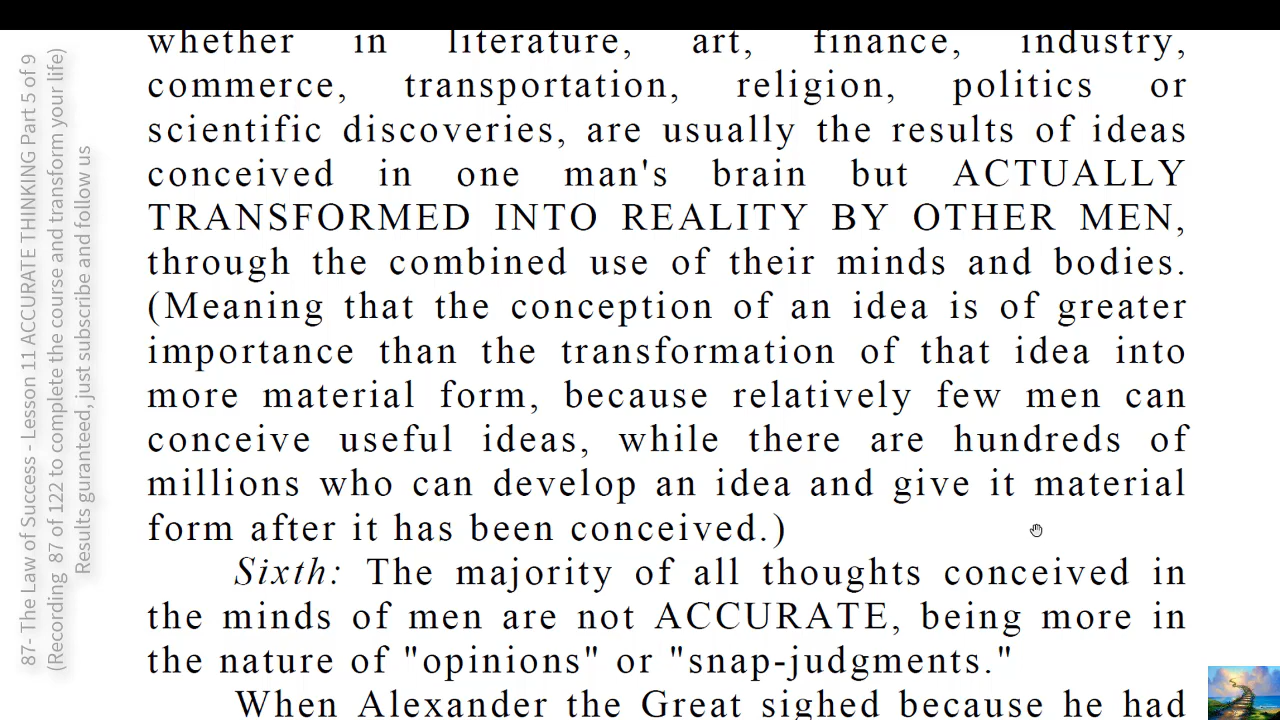 whether in literature, art, finance, industry,
commerce, transportation, religion, politics or
scientific discoveries, are usually the results of ideas
conceived in one man's brain but ACTUALLY
TRANSFORMED INTO REALITY BY OTHER MEN,
through the combined use of their minds and bodies.
(Meaning that the conception of an idea is of greater
importance than the transformation of that idea into
more material form, because relatively few men can
conceive useful ideas, while there are hundreds of
millions who can develop an idea and give it material
form after it has been conceived.)
Sixth: The majority of all thoughts conceived in
the minds of men are not ACCURATE, being more in
the nature of "opinions" or "snap-judgments."
When Alexander the Great sighed because he had
87- The Law of Success - Lesson 11 ACCURATE THINKING Part 5 of 9
(Recording 87 of 122 to complete the course and transform your life)
Results guranteed, just subscribe and follow us